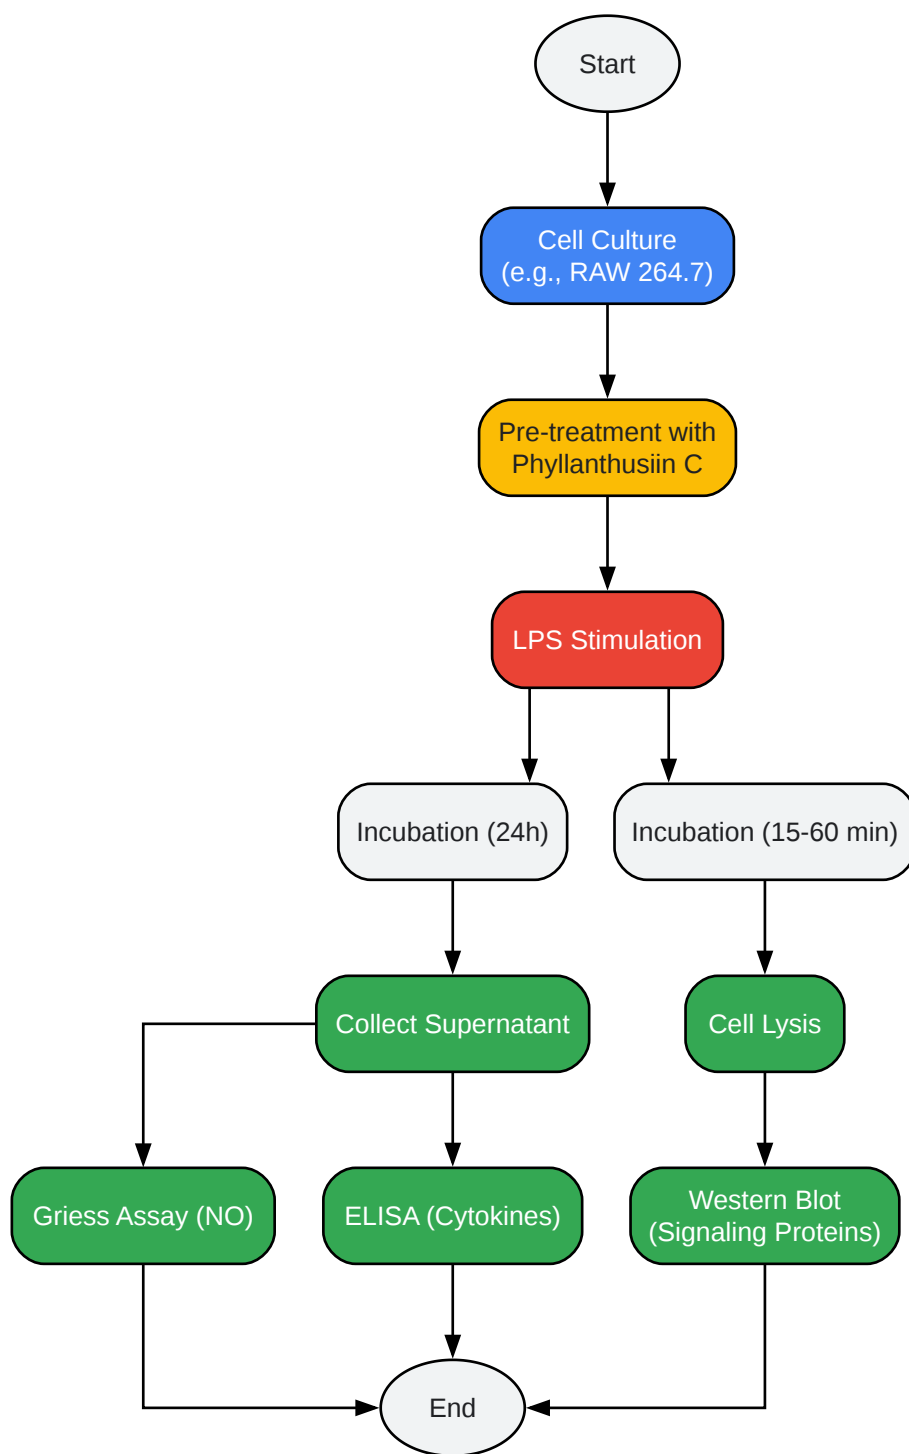 Start
Cell Culture
(e.g., RAW 264.7)
Pre-treatment with
Phyllanthusiin C
LPS Stimulation
Incubation (24h)
Incubation (15-60 min)
Collect Supernatant
Cell Lysis
Griess Assay (NO)
ELISA (Cytokines)
Western Blot
(Signaling Proteins)
End